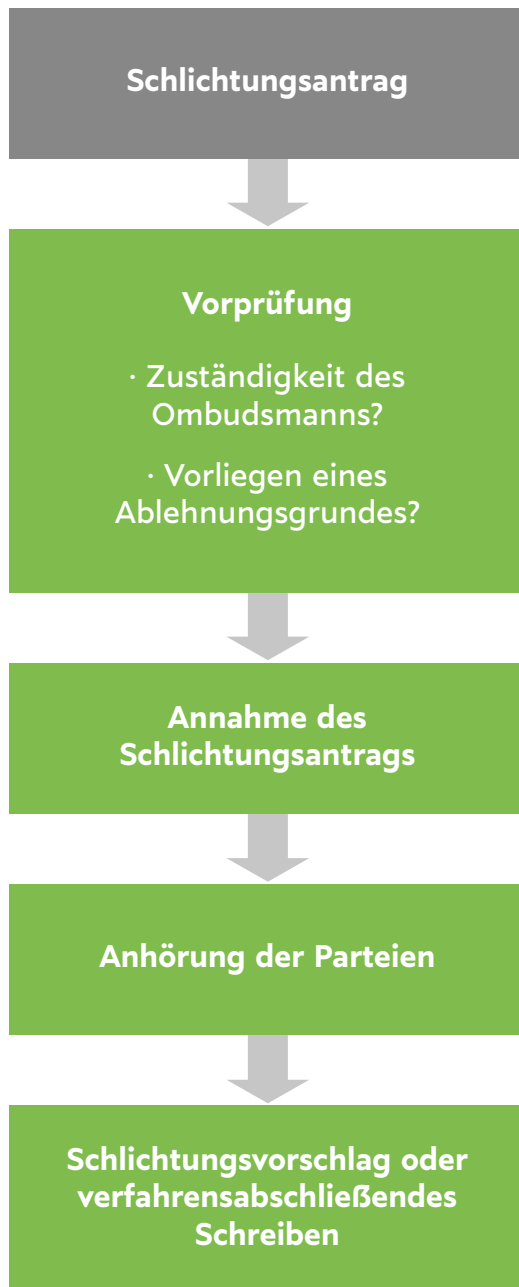 Schlichtungsantrag
Vorprüfung
· Zuständigkeit des
Ombudsmanns?
· Vorliegen eines
Ablehnungsgrundes?
Annahme des
Schlichtungsantrags
Anhörung der Parteien
Schlichtungsvorschlag oder
verfahrensabschließendes
Schreiben